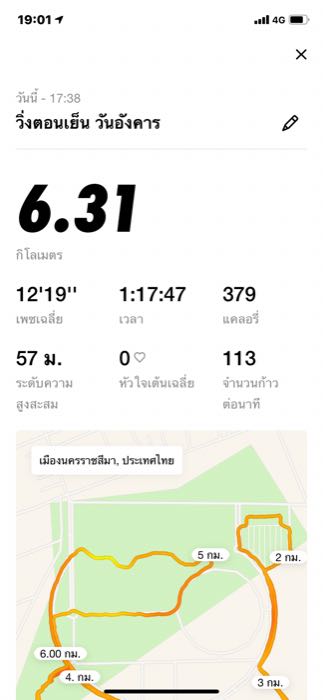 19:01
4G
วันนี้ - 17:38
วิ่งตอนเย็น วันอังคาร
6.31
กิโลเมตร
12'19'' 1:17:47 379
เพซเฉลี่ย เวลา แคลอรี่
57 ม. 0 113
ระดับความ หัวใจเต้นเฉลี่ย จำนวนก้าว
สูงสะสม ต่อนาที
เมืองนครราชสีมา, ประเทศไทย
5 กม.
2 กม.
6.00 กม.
4. กม.
3 กม.